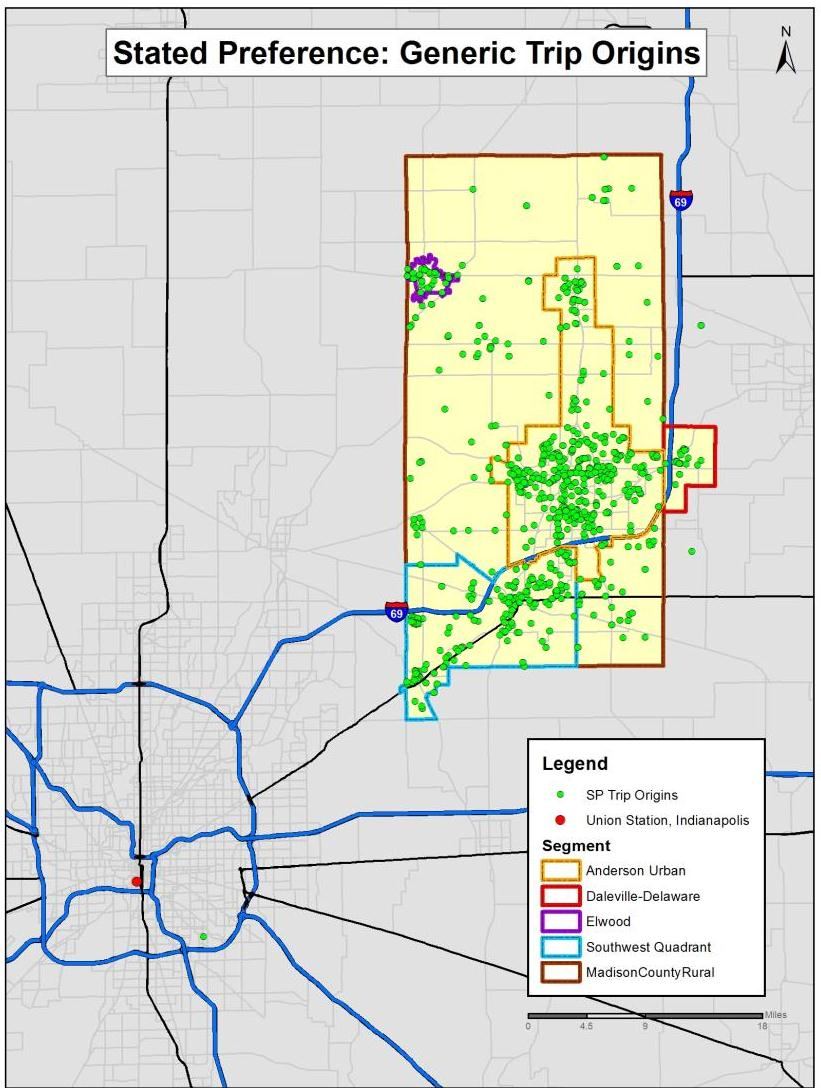 Stated Preference: Generic Trip Origins
N
69
69
Legend
SP Trip Origins
Union Station, Indianapolis
Segment
Anderson Urban
Daleville-Delaware
Elwood
Southwest Quadrant
MadisonCountyRural
Miles
0 4.5 9 18